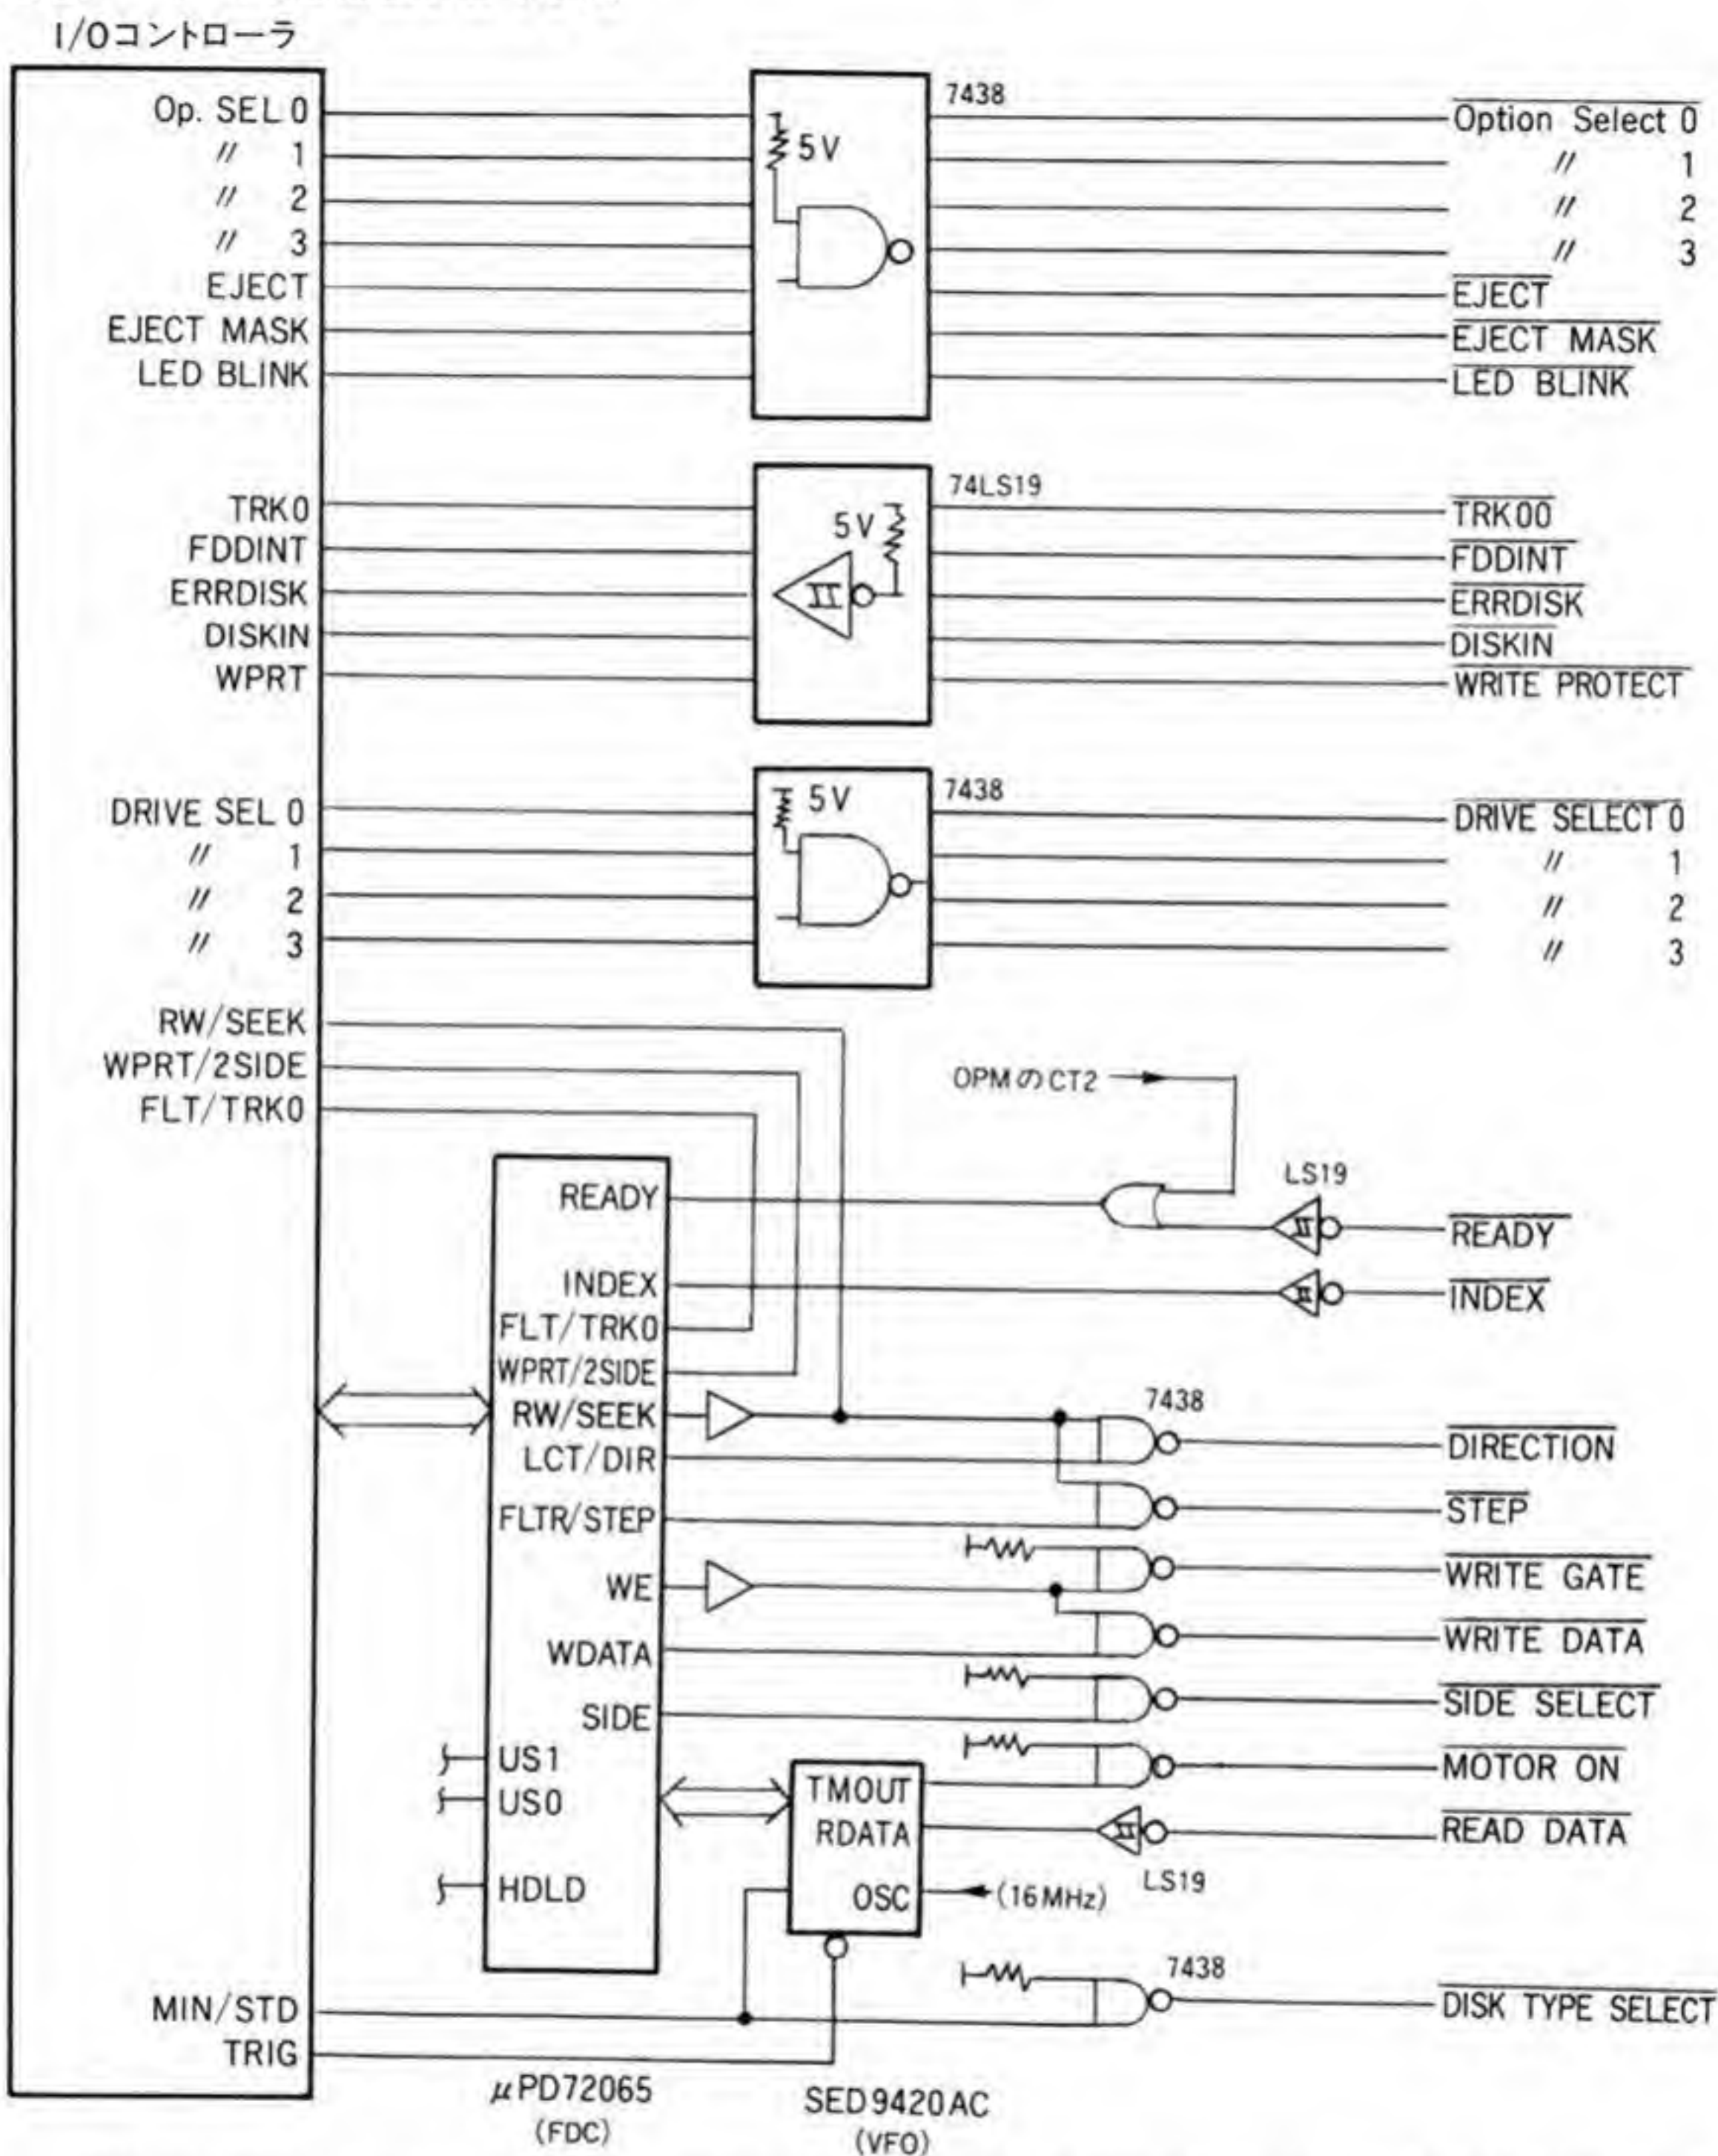 I/Oコントローラ
Op. SEL 0
〃 1
〃 2
〃 3
EJECT
EJECT MASK
LED BLINK
7438
5V
Option Select 0
〃 1
〃 2
〃 3
EJECT
EJECT MASK
LED BLINK
TRK0
FDDINT
ERRDISK
DISKIN
WPRT
74LS19
5V
TRK00
FDDINT
ERRDISK
DISKIN
WRITE PROTECT
DRIVE SEL 0
〃 1
〃 2
〃 3
5V
7438
DRIVE SELECT 0
〃 1
〃 2
〃 3
RW/SEEK
WPRT/2SIDE
FLT/TRK0
OPMのCT2
LS19
READY
READY
INDEX
INDEX
FLT/TRK0
WPRT/2SIDE
RW/SEEK
LCT/DIR
FLTR/STEP
WE
WDATA
SIDE
US1
US0
HDLD
7438
DIRECTION
STEP
WRITE GATE
WRITE DATA
SIDE SELECT
MOTOR ON
READ DATA
TMOUT
RDATA
OSC
(16MHz)
LS19
7438
DISK TYPE SELECT
MIN/STD
TRIG
μPD72065
(FDC)
SED9420AC
(VFO)